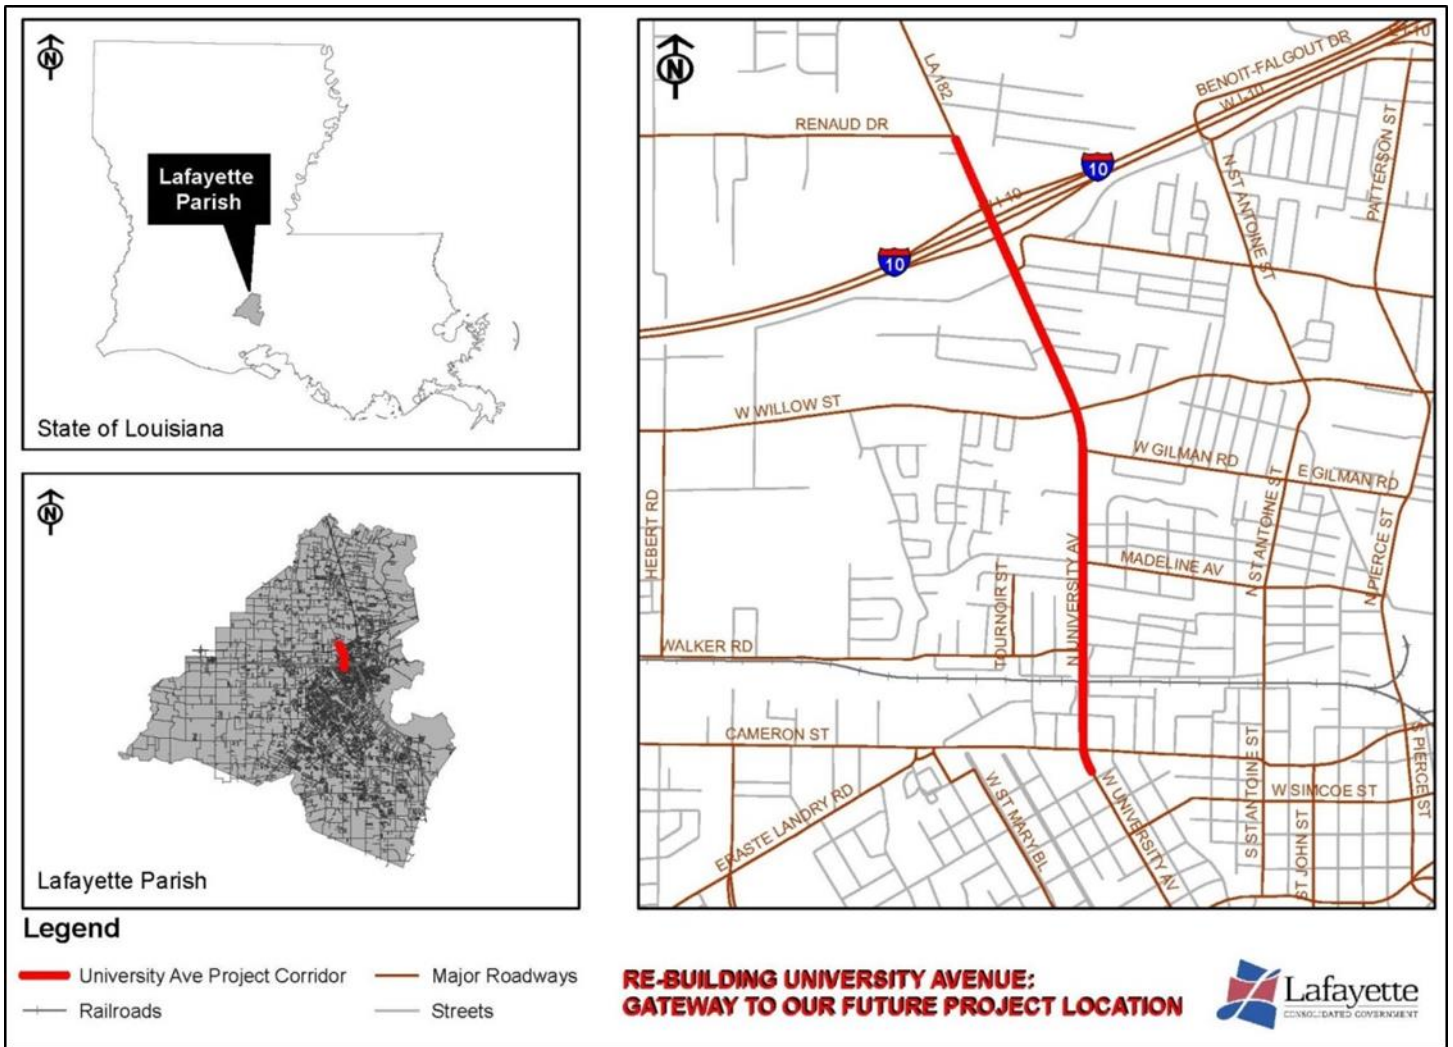 N
Lafayette
Parish
State of Louisiana
N
Lafayette Parish
N
LA 182
BENOIT-FALGOUT DR
I-10
W I-10
RENAUD DR
10
I-10
10
N ST ANTOINE ST
PATTERSON ST
W WILLOW ST
W GILMAN RD
E GILMAN RD
HEBERT RD
N UNIVERSITY AV
TOURNOIR ST
MADELINE AV
N ST ANTOINE ST
N PIERCE ST
WALKER RD
CAMERON ST
ERASTE LANDRY RD
W ST MARY BL
W UNIVERSITY AV
S ST ANTOINE ST
W SIMCOE ST
ST JOHN ST
S PIERCE ST
Legend
University Ave Project Corridor
Major Roadways
Railroads
Streets
RE-BUILDING UNIVERSITY AVENUE:
GATEWAY TO OUR FUTURE PROJECT LOCATION
Lafayette
CONSOLIDATED GOVERNMENT